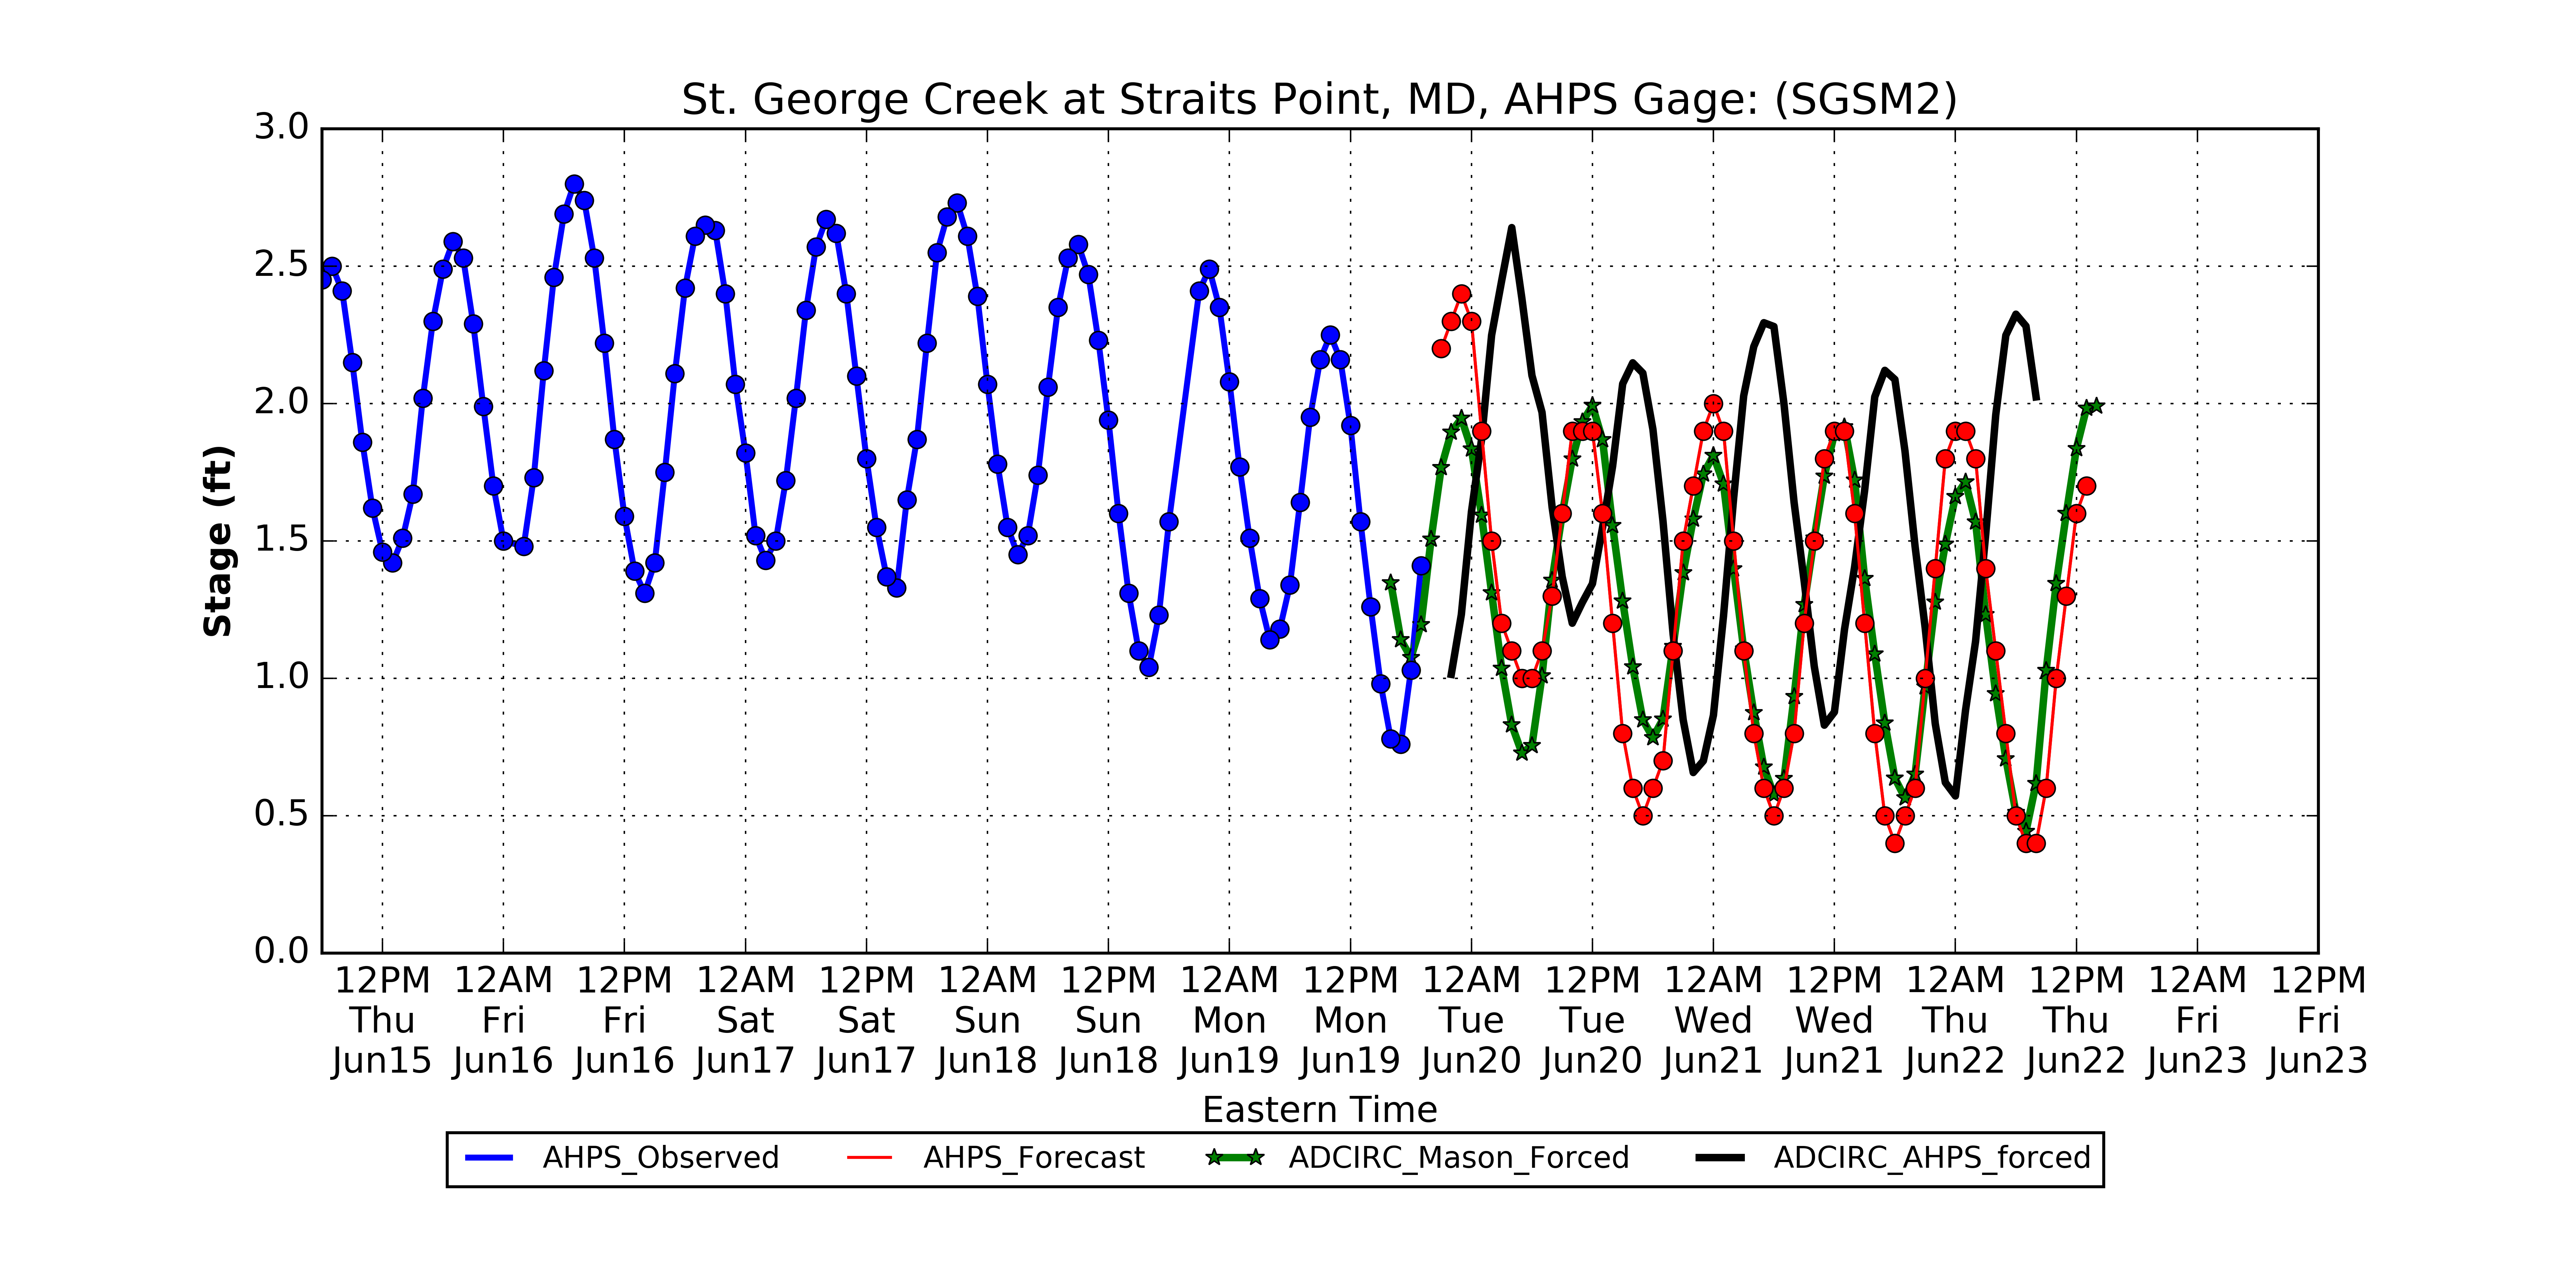 St. George Creek at Straits Point, MD, AHPS Gage: (SGSM2)
3.0
2.5
2.0
1.5
1.0
0.5
0.0
Stage (ft)
12PM 12AM 12PM 12AM 12PM 12AM 12PM 12AM 12PM 12AM 12PM 12AM 12PM 12AM 12PM 12AM 12PM
Thu Fri Fri Sat Sat Sun Sun Mon Mon Tue Tue Wed Wed Thu Thu Fri Fri
Jun15 Jun16 Jun16 Jun17 Jun17 Jun18 Jun18 Jun19 Jun19 Jun20 Jun20 Jun21 Jun21 Jun22 Jun22 Jun23 Jun23
Eastern Time
AHPS_Observed AHPS_Forecast ADCIRC_Mason_Forced ADCIRC_AHPS_forced